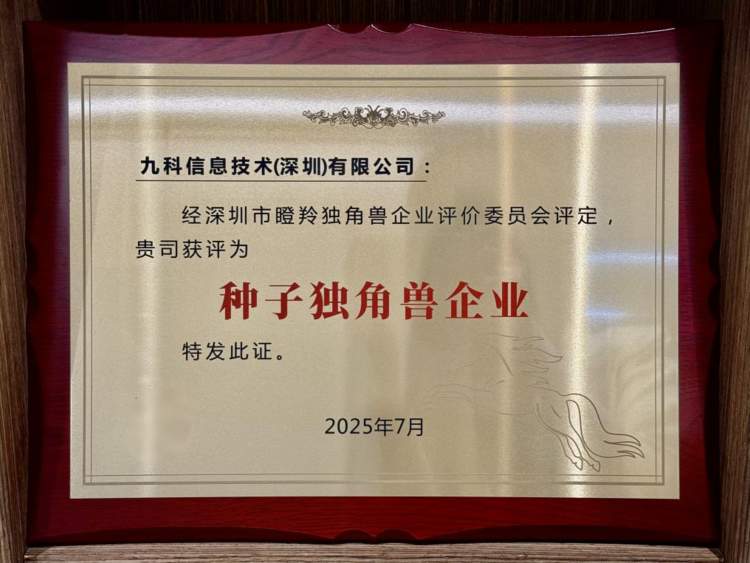 九科信息技术(深圳)有限公司：
经深圳市瞪羚独角兽企业评价委员会评定，
贵司获评为
种子独角兽企业
特发此证。
2025年7月